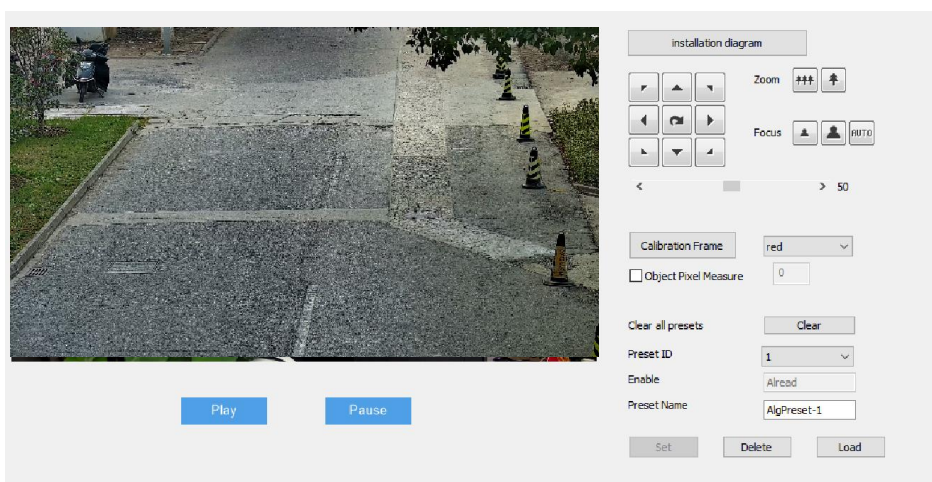 installation diagram
Zoom
Focus
AUTO
< > 50
Calibration Frame
red
Object Pixel Measure
0
Clear all presets
Clear
Preset ID
1
Enable
Alread
Preset Name
AlgPreset-1
Play
Pause
Set
Delete
Load